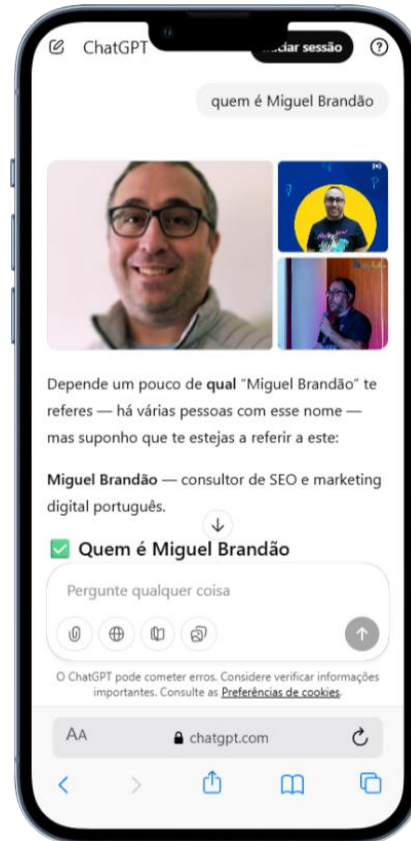 ChatGPT
iniciar sessão
?
quem é Miguel Brandão
Depende um pouco de qual “Miguel Brandão” te
referes — há várias pessoas com esse nome —
mas suponho que te estejas a referir a este:
Miguel Brandão — consultor de SEO e marketing
digital português.
✅ Quem é Miguel Brandão
Pergunte qualquer coisa
O ChatGPT pode cometer erros. Considere verificar informações
importantes. Consulte as Preferências de cookies.
AA
chatgpt.com